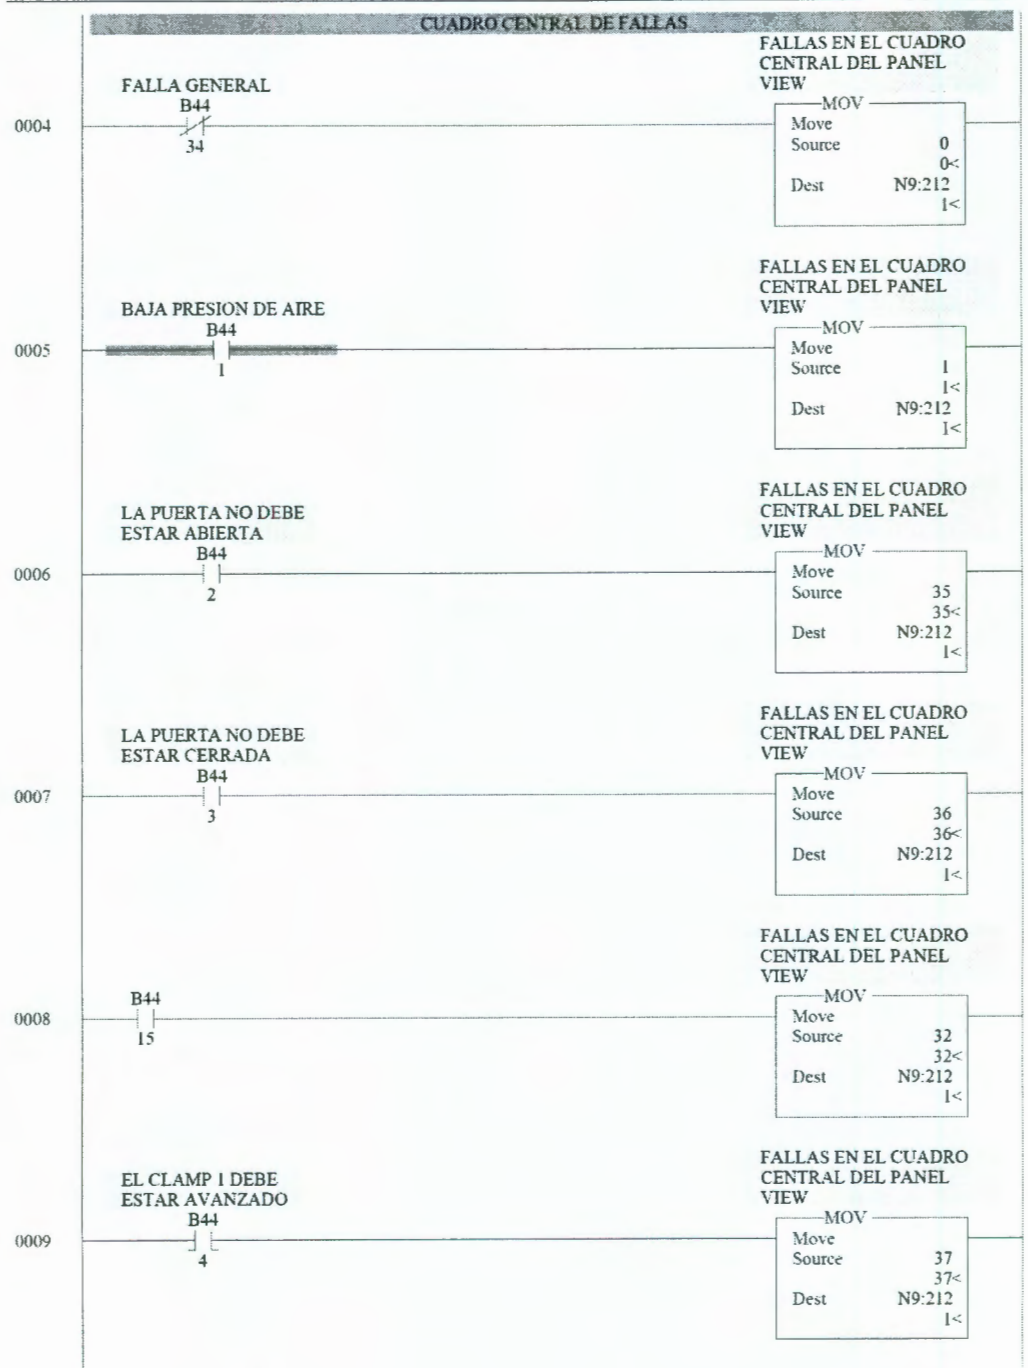 CUADRO CENTRAL DE FALLAS
FALLAS EN EL CUADRO
CENTRAL DEL PANEL
VIEW
FALLA GENERAL
B44
34
0004
MOV
Move
Source 0
0<
Dest N9:212
1<
FALLAS EN EL CUADRO
CENTRAL DEL PANEL
VIEW
BAJA PRESION DE AIRE
B44
1
0005
MOV
Move
Source 1
1<
Dest N9:212
1<
FALLAS EN EL CUADRO
CENTRAL DEL PANEL
VIEW
LA PUERTA NO DEBE
ESTAR ABIERTA
B44
2
0006
MOV
Move
Source 35
35<
Dest N9:212
1<
FALLAS EN EL CUADRO
CENTRAL DEL PANEL
VIEW
LA PUERTA NO DEBE
ESTAR CERRADA
B44
3
0007
MOV
Move
Source 36
36<
Dest N9:212
1<
FALLAS EN EL CUADRO
CENTRAL DEL PANEL
VIEW
B44
15
0008
MOV
Move
Source 32
32<
Dest N9:212
1<
FALLAS EN EL CUADRO
CENTRAL DEL PANEL
VIEW
EL CLAMP 1 DEBE
ESTAR AVANZADO
B44
4
0009
MOV
Move
Source 37
37<
Dest N9:212
1<